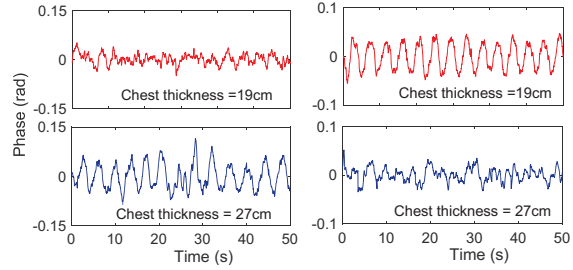 0.15
0
-0.15
Chest thickness =19cm
0.1
0
-0.1
Chest thickness =19cm
Phase (rad)
0.15
0
-0.15
Chest thickness = 27cm
0 10 20 30 40 50
Time (s)
0.1
0
-0.1
Chest thickness = 27cm
0 10 20 30 40 50
Time (s)